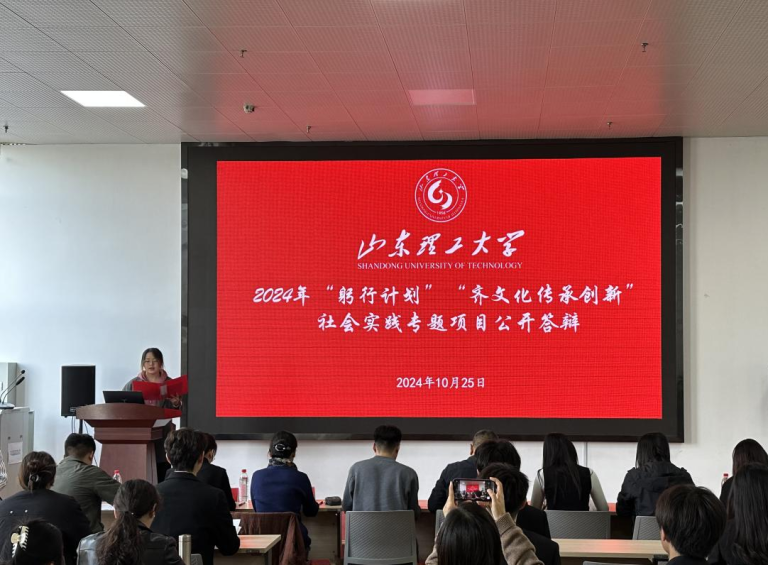 山东理工大学
SHANDONG UNIVERSITY OF TECHNOLOGY
2024年“躬行计划”“齐文化传承创新”
社会实践专题项目公开答辩
2024年10月25日